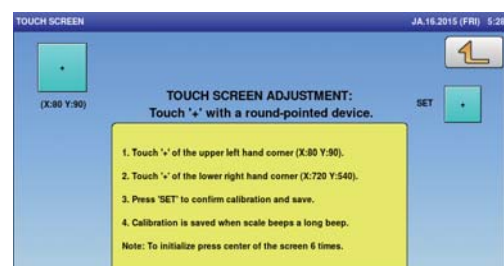 TOUCH SCREEN
JA.16.2015 (FRI) 5:28
+
(X:80 Y:90)
TOUCH SCREEN ADJUSTMENT:
Touch '+' with a round-pointed device.
SET
+
1. Touch '+' of the upper left hand corner (X:80 Y:90).
2. Touch '+' of the lower right hand corner (X:720 Y:540).
3. Press 'SET' to confirm calibration and save.
4. Calibration is saved when scale beeps a long beep.
Note: To initialize press center of the screen 6 times.